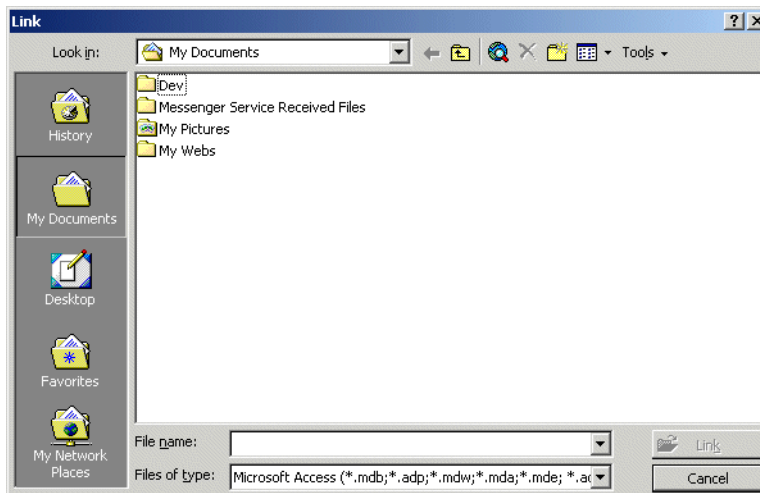 Link
Look in: My Documents Tools
Dev
Messenger Service Received Files
My Pictures
My Webs
History
My Documents
Desktop
Favorites
My Network
Places
File name: Link
Files of type: Microsoft Access (*.mdb;*.adp;*.mdw;*.mda;*.mde; *.ac Cancel